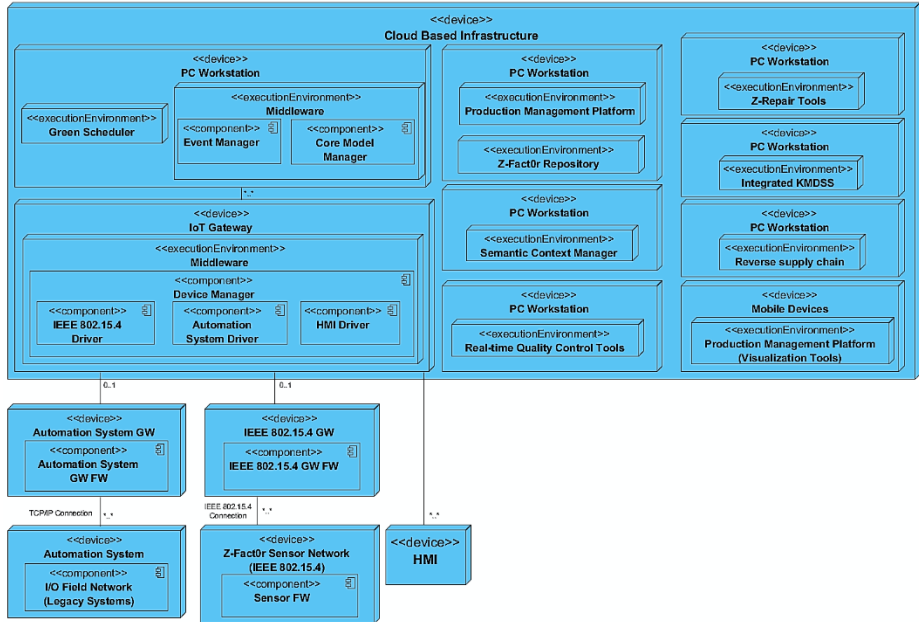 <<device>>
Cloud Based Infrastructure
<<device>>
PC Workstation
<<executionEnvironment>>
Green Scheduler
<<executionEnvironment>>
Middleware
<<component>>
Event Manager
<<component>>
Core Model
Manager
*..*
<<device>>
IoT Gateway
<<executionEnvironment>>
Middleware
<<component>>
Device Manager
<<component>>
IEEE 802.15.4
Driver
<<component>>
Automation
System Driver
<<component>>
HMI Driver
<<device>>
PC Workstation
<<executionEnvironment>>
Production Management Platform
<<executionEnvironment>>
Z-Fact0r Repository
<<device>>
PC Workstation
<<executionEnvironment>>
Semantic Context Manager
<<device>>
PC Workstation
<<executionEnvironment>>
Real-time Quality Control Tools
<<device>>
PC Workstation
<<executionEnvironment>>
Z-Repair Tools
<<device>>
PC Workstation
<<executionEnvironment>>
Integrated KMDSS
<<device>>
PC Workstation
<<executionEnvironment>>
Reverse supply chain
<<device>>
Mobile Devices
<<executionEnvironment>>
Production Management Platform
(Visualization Tools)
0..1
0..1
<<device>>
Automation System GW
<<component>>
Automation System
GW FW
<<device>>
IEEE 802.15.4 GW
<<component>>
IEEE 802.15.4 GW FW
TCP/IP Connection
*..*
IEEE 802.15.4
Connection
*..*
*..*
<<device>>
Automation System
<<component>>
I/O Field Network
(Legacy Systems)
<<device>>
Z-Fact0r Sensor Network
(IEEE 802.15.4)
<<component>>
Sensor FW
<<device>>
HMI